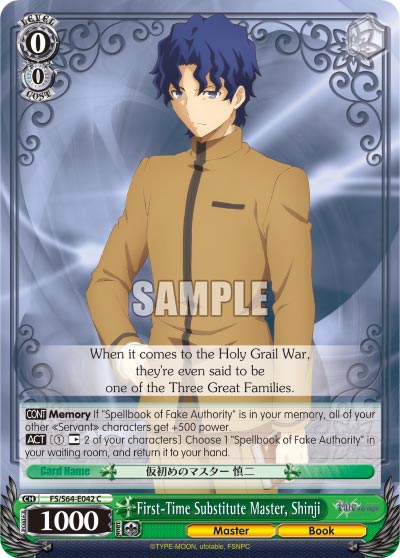 LEVEL
0
0
COST
SAMPLE
When it comes to the Holy Grail War,
they're even said to be
one of the Three Great Families.
CONT Memory If "Spellbook of Fake Authority" is in your memory, all of your
other «Servant» characters get +500 power.
ACT [① 2 of your characters] Choose 1 "Spellbook of Fake Authority" in
your waiting room, and return it to your hand.
Card Name
仮初めのマスター 慎二
CH FS/S64-E042 C
First-Time Substitute Master, Shinji
POWER
1000
Master
Book
©TYPE-MOON, ufotable, FSNPC